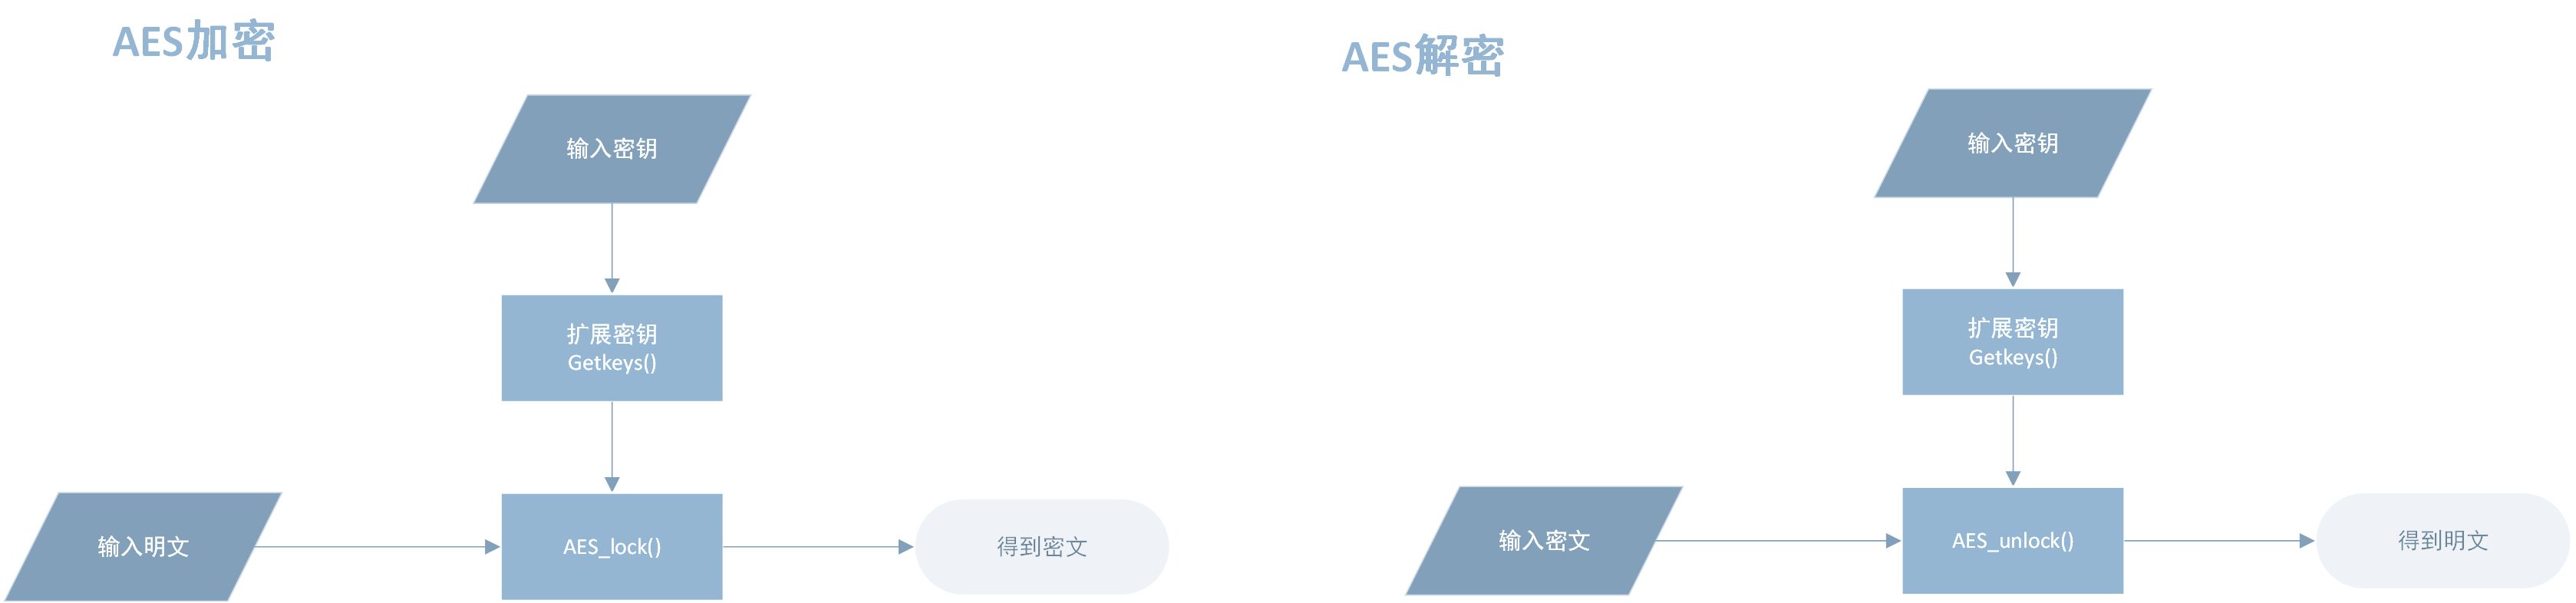 AES加密
输入密钥
扩展密钥
Getkeys()
输入明文
AES_lock()
得到密文
AES解密
输入密钥
扩展密钥
Getkeys()
输入密文
AES_unlock()
得到明文